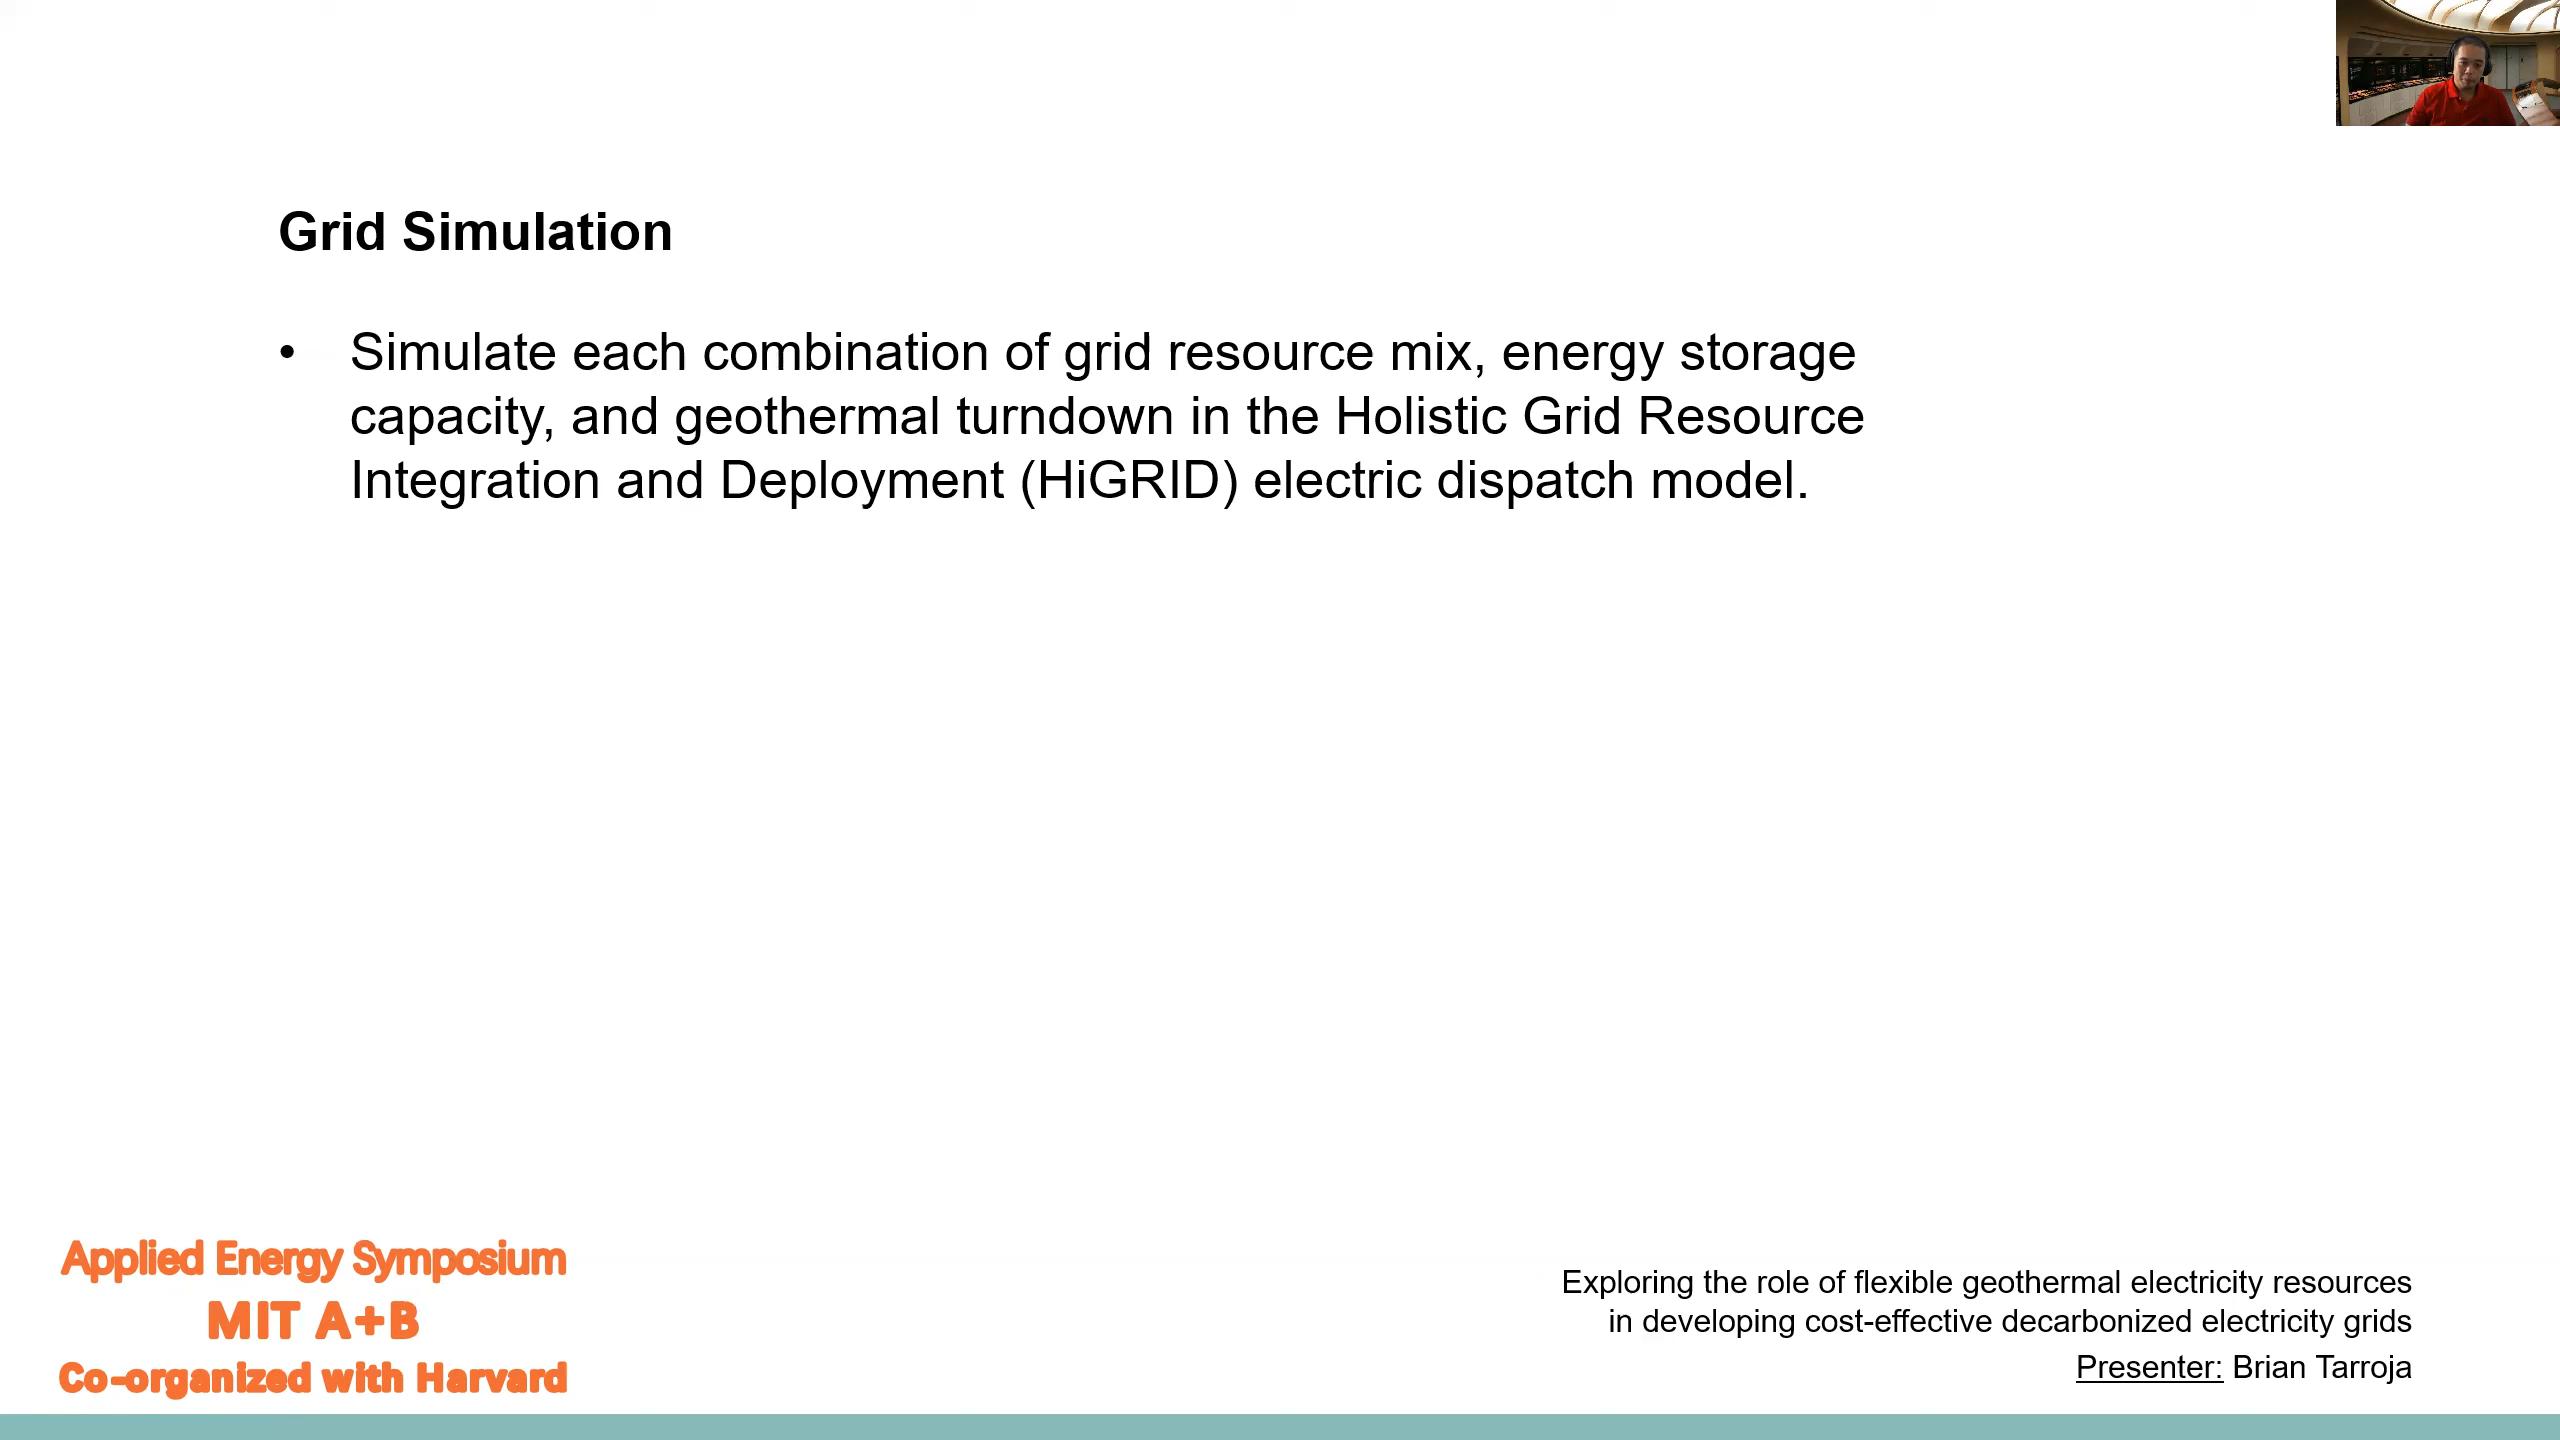 Grid Simulation
• Simulate each combination of grid resource mix, energy storage
capacity, and geothermal turndown in the Holistic Grid Resource
Integration and Deployment (HiGRID) electric dispatch model.
Applied Energy Symposium
MIT A+B
Co-organized with Harvard
Exploring the role of flexible geothermal electricity resources
in developing cost-effective decarbonized electricity grids
Presenter: Brian Tarroja